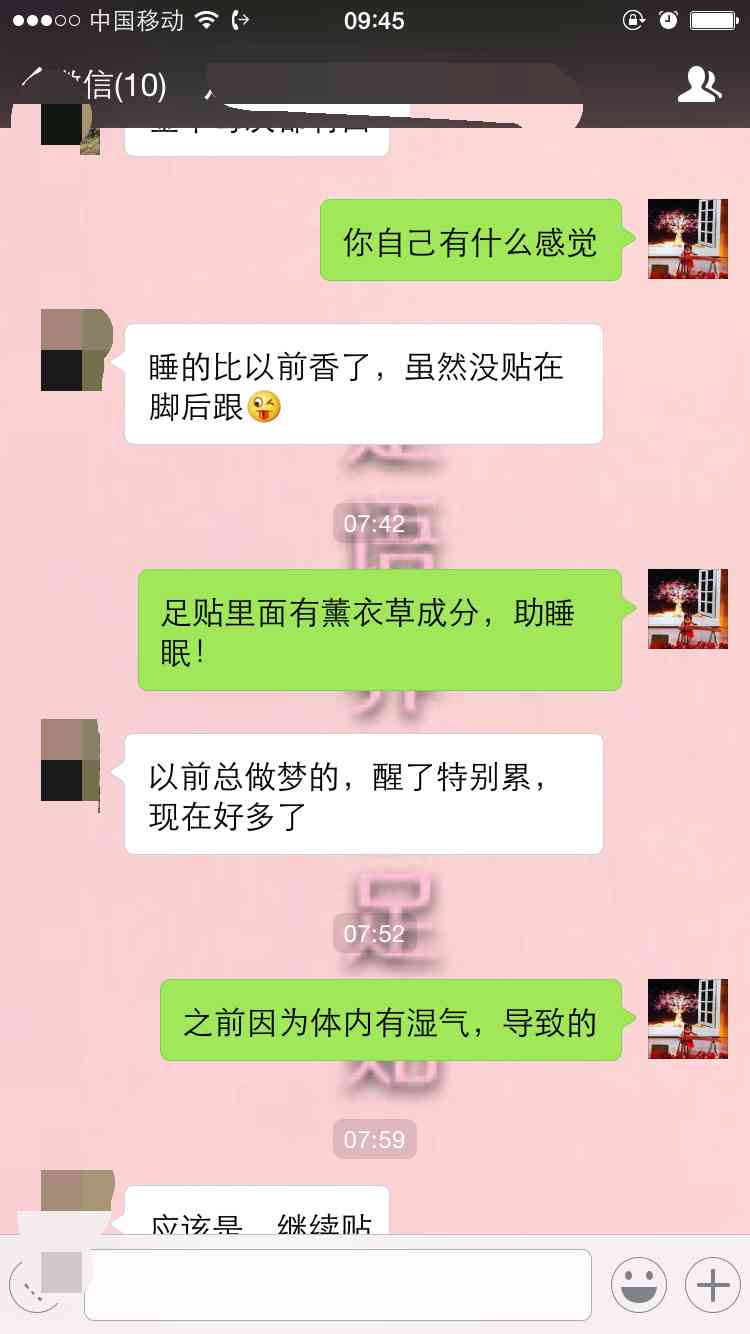 中国移动
09:45
信(10)
你自己有什么感觉
睡的比以前香了，虽然没贴在
脚后跟😜
07:42
足贴里面有薰衣草成分，助睡
眠！
以前总做梦的，醒了特别累，
现在好多了
足
07:52
之前因为体内有湿气，导致的
07:59
应该是 继续贴